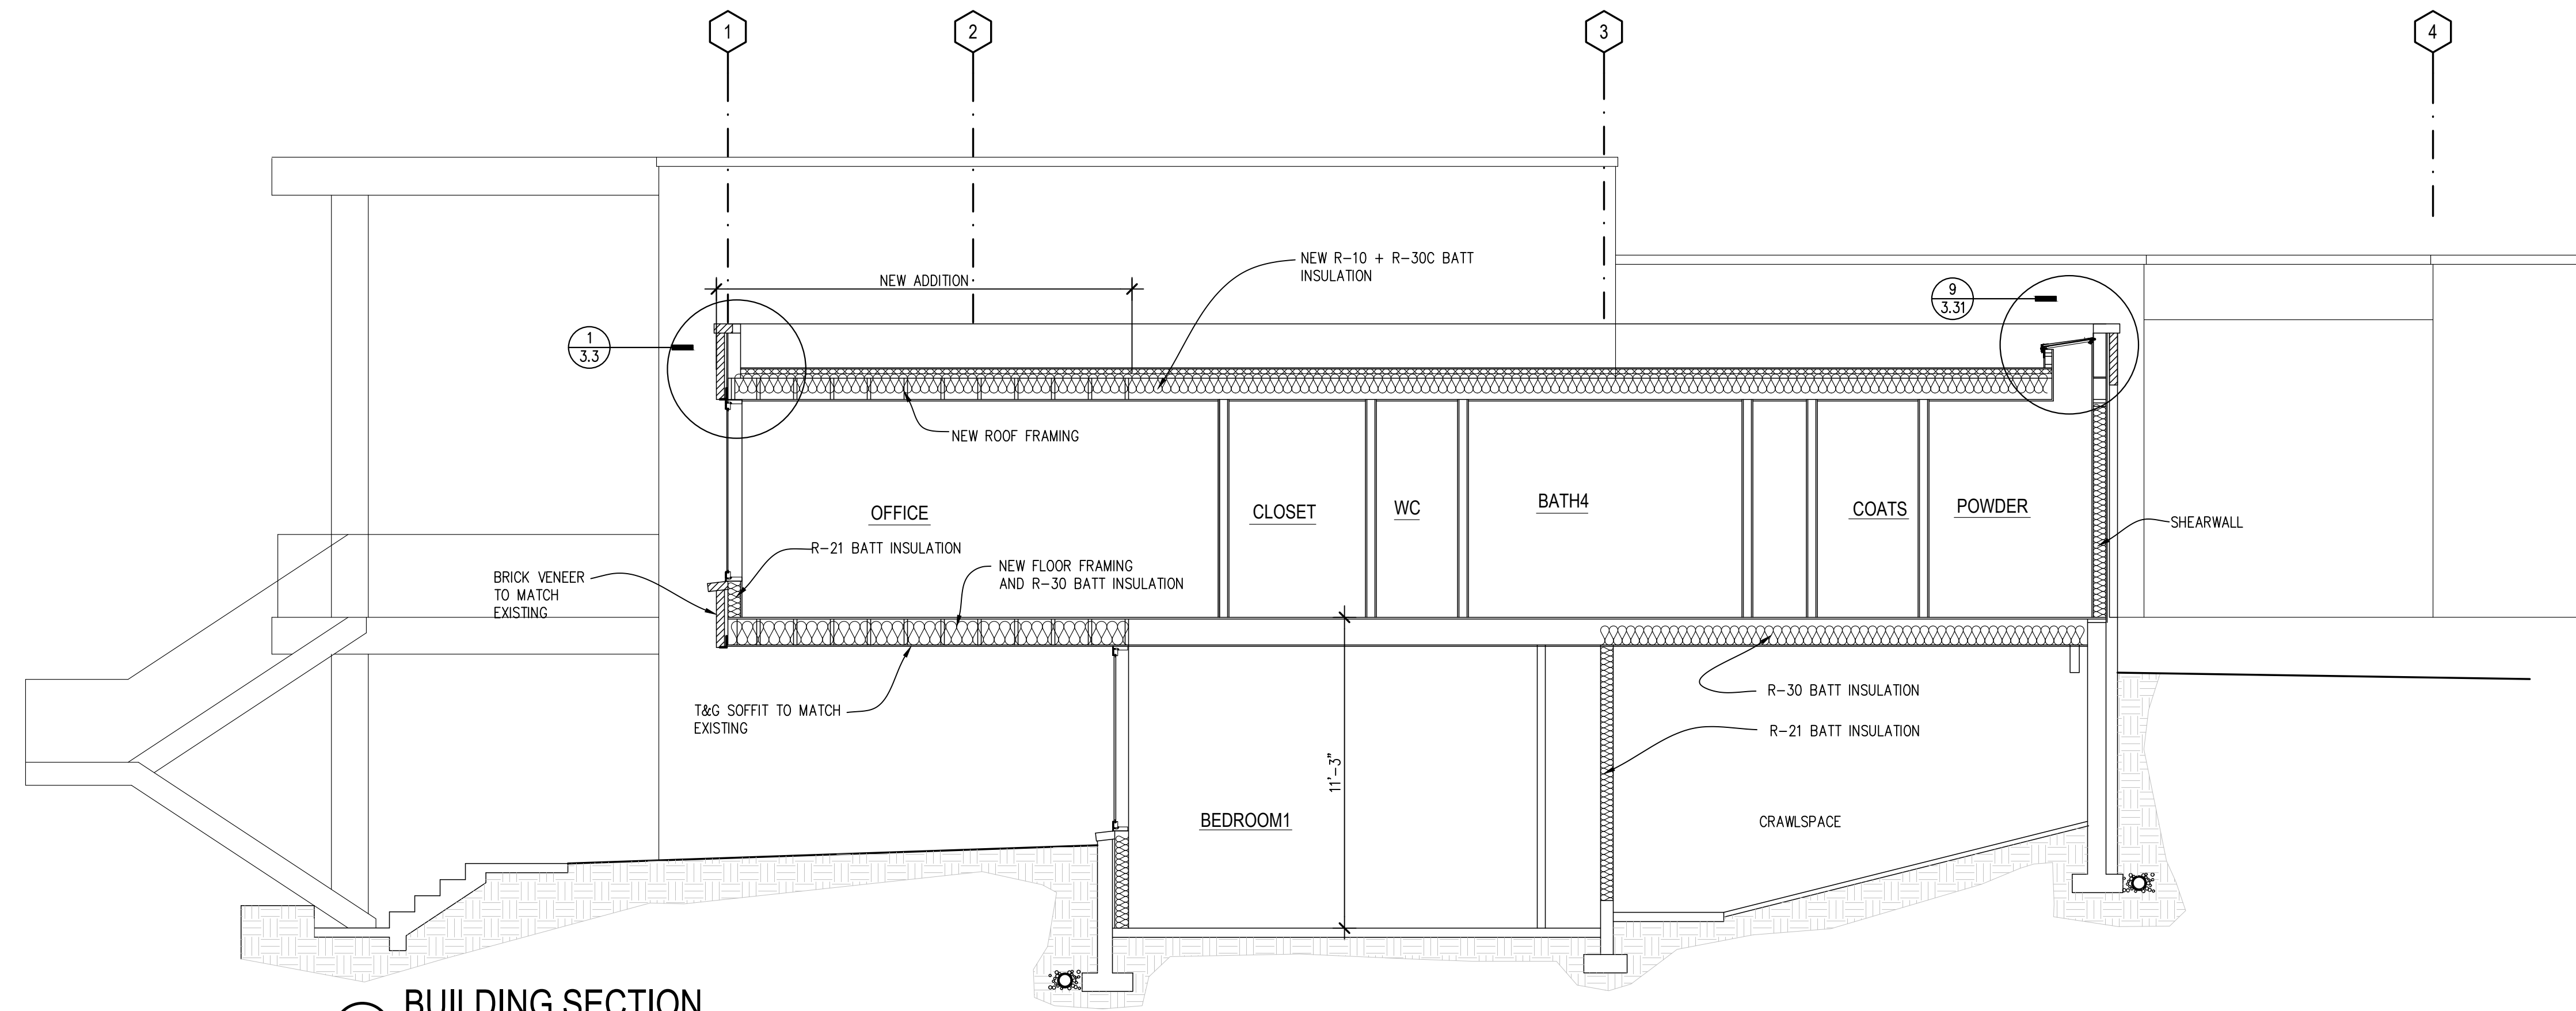 1
2
3
4
NEW R-10 + R-30C BATT
INSULATION
NEW ADDITION
9
3.31
1
3.3
NEW ROOF FRAMING
OFFICE
CLOSET
WC
BATH4
COATS
POWDER
SHEARWALL
R-21 BATT INSULATION
NEW FLOOR FRAMING
AND R-30 BATT INSULATION
BRICK VENEER
TO MATCH
EXISTING
T&G SOFFIT TO MATCH
EXISTING
R-30 BATT INSULATION
R-21 BATT INSULATION
11'-3"
BEDROOM1
CRAWLSPACE
BUILDING SECTION